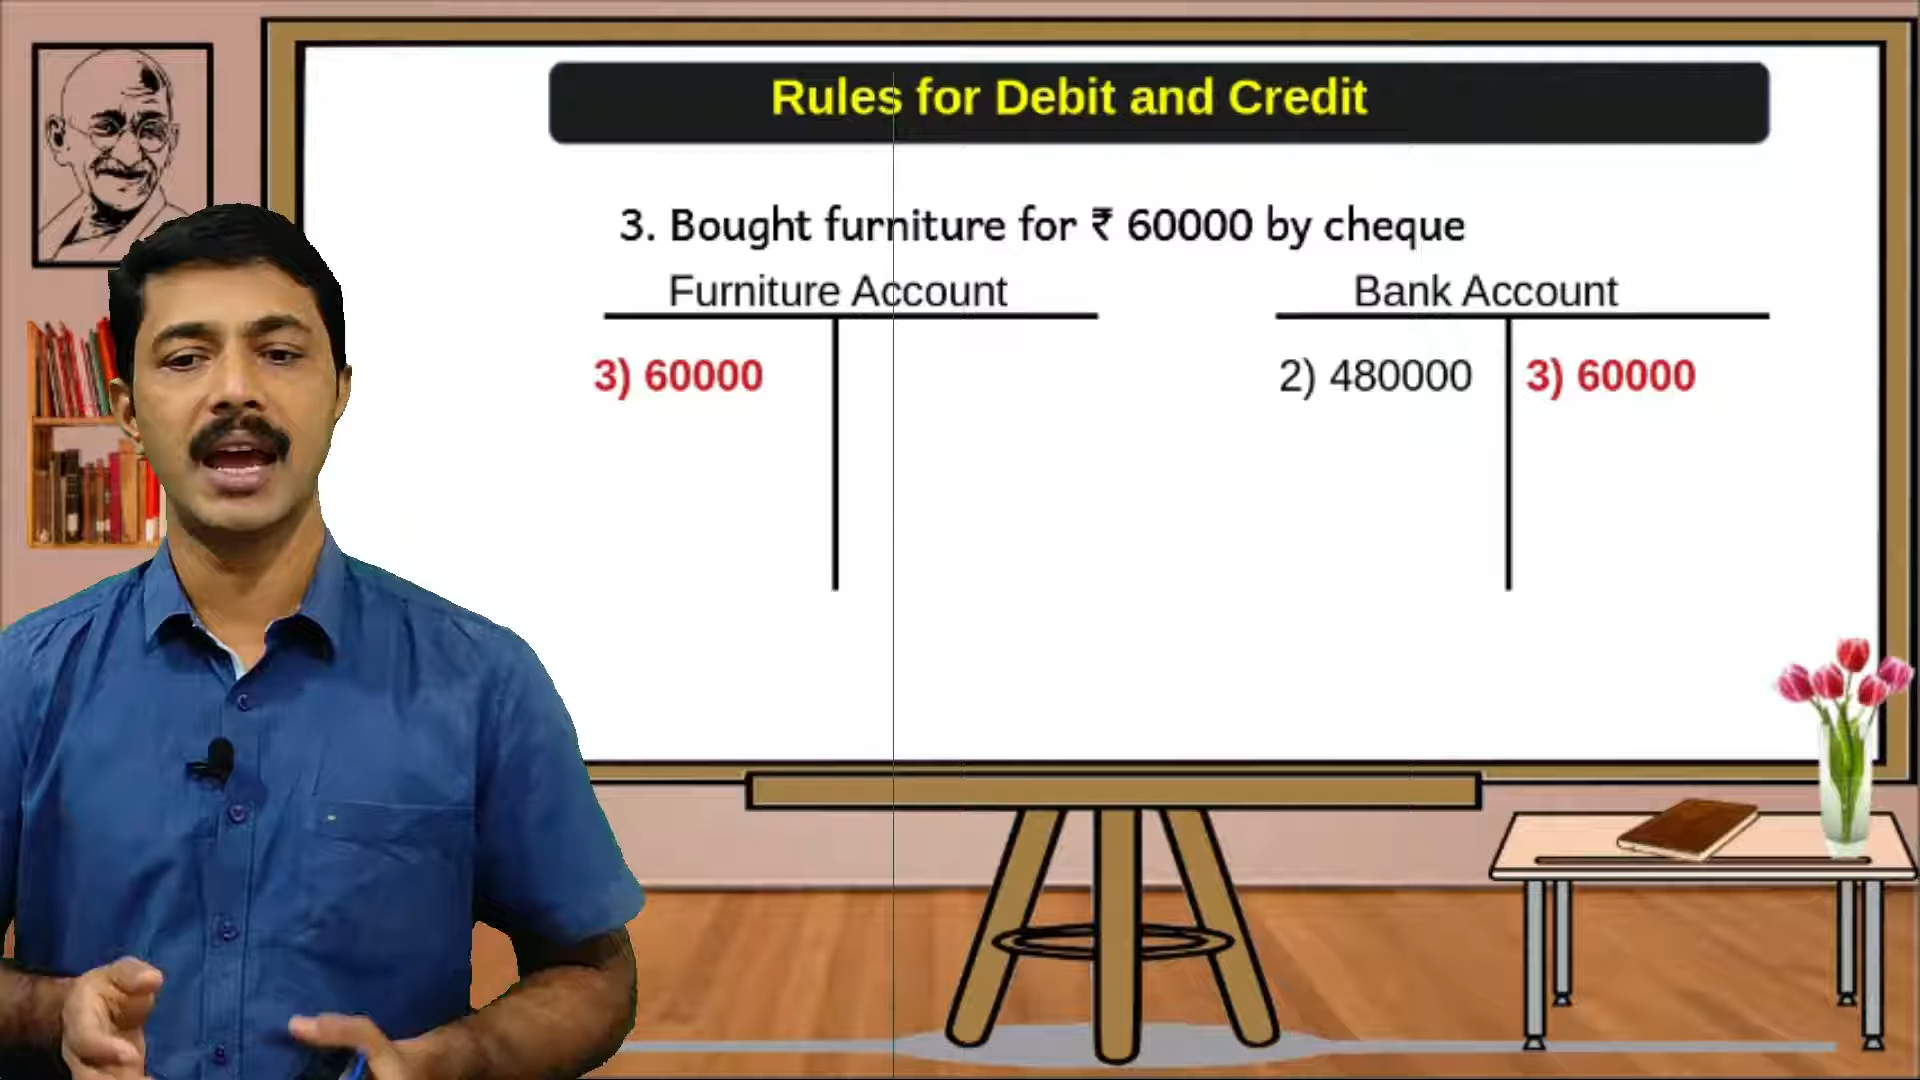 Rules for Debit and Credit
3. Bought furniture for ₹ 60000 by cheque
Furniture Account
Bank Account
3) 60000
2) 480000
3) 60000